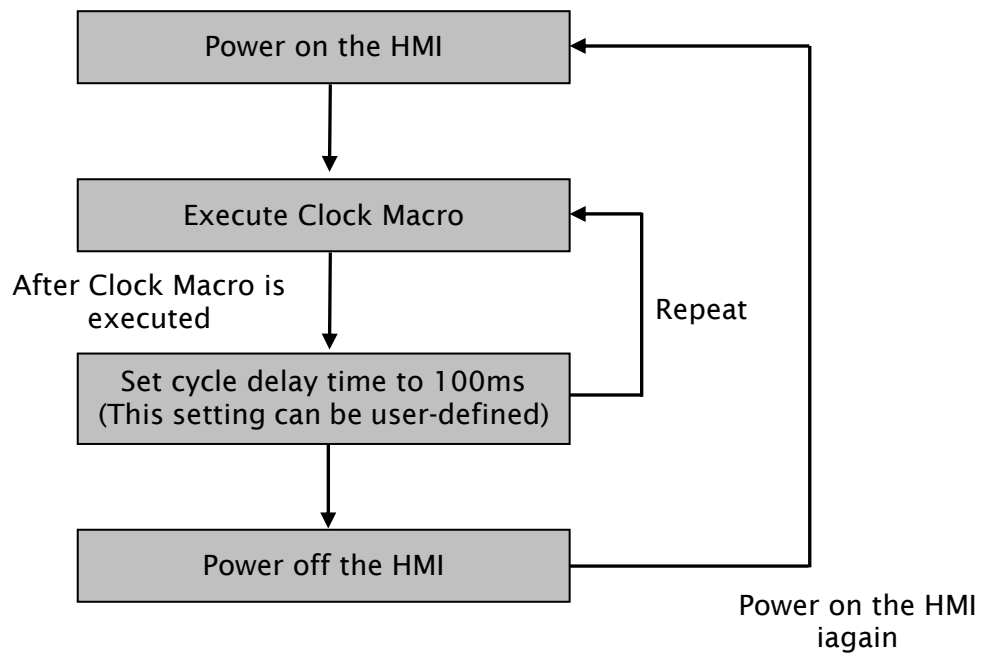 Power on the HMI
Execute Clock Macro
After Clock Macro is
executed
Repeat
Set cycle delay time to 100ms
(This setting can be user-defined)
Power off the HMI
Power on the HMI
iagain